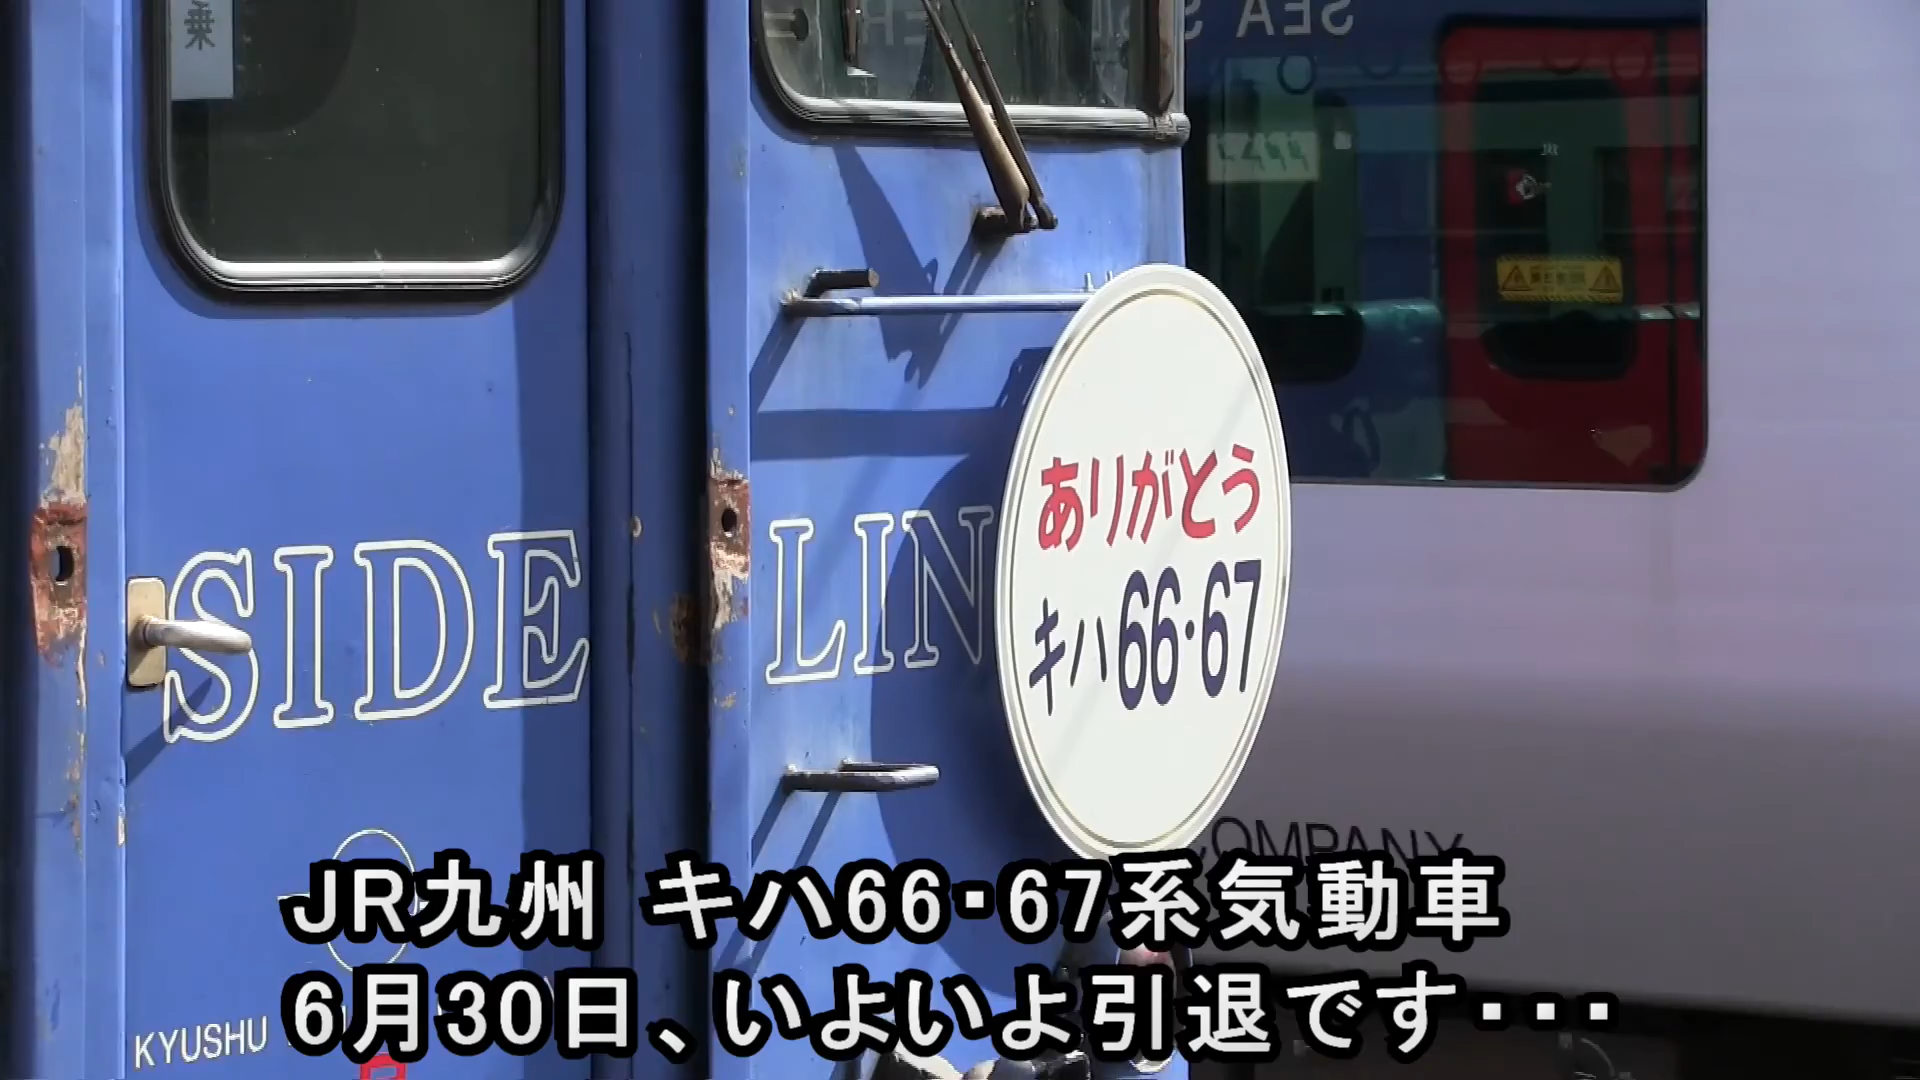 乗
SEA S
SIDE LIN
ありがとう
キハ66・67
COMPANY
KYUSHU
JR九州 キハ66・67系気動車
6月30日、いよいよ引退です・・・